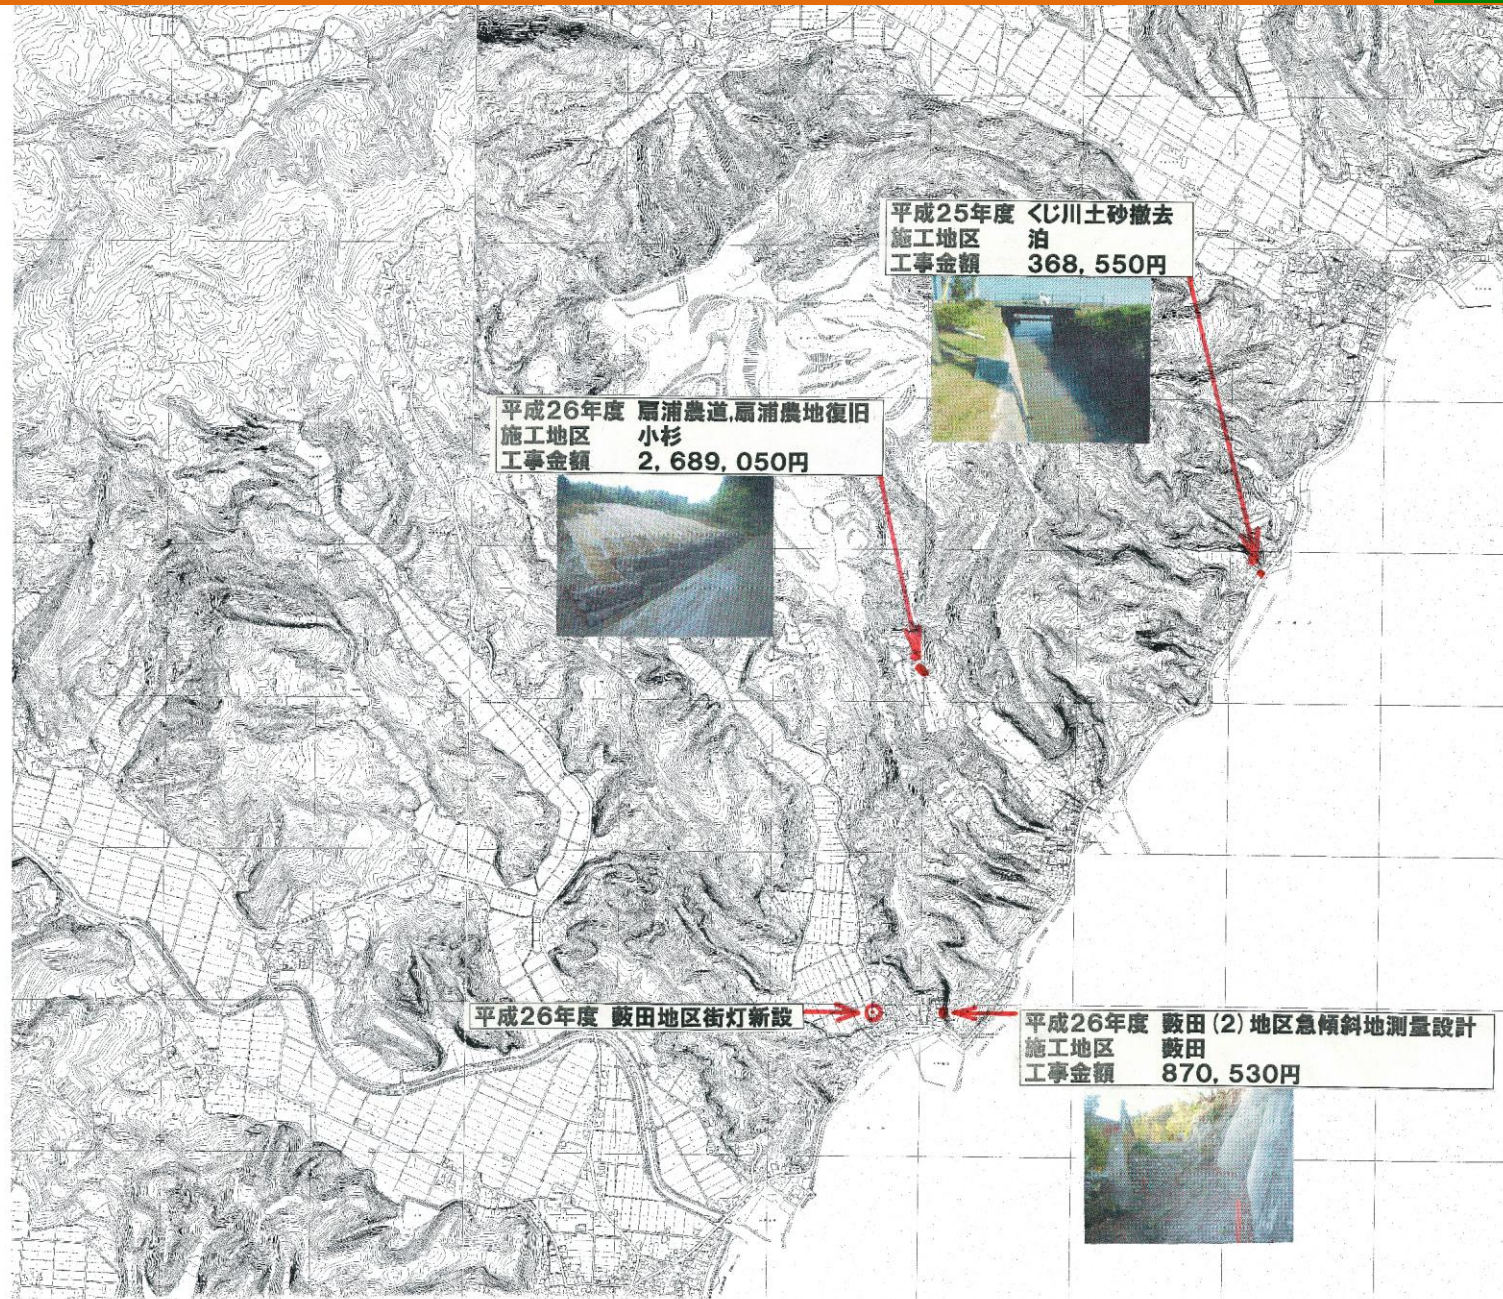 平成25年度 くじ川土砂撤去
施工地区 泊
工事金額 368,550円
平成26年度 扇浦農道,扇浦農地復旧
施工地区 小杉
工事金額 2,689,050円
平成26年度 薮田地区街灯新設
平成26年度 薮田(2)地区急傾斜地測量設計
施工地区 薮田
工事金額 870,530円